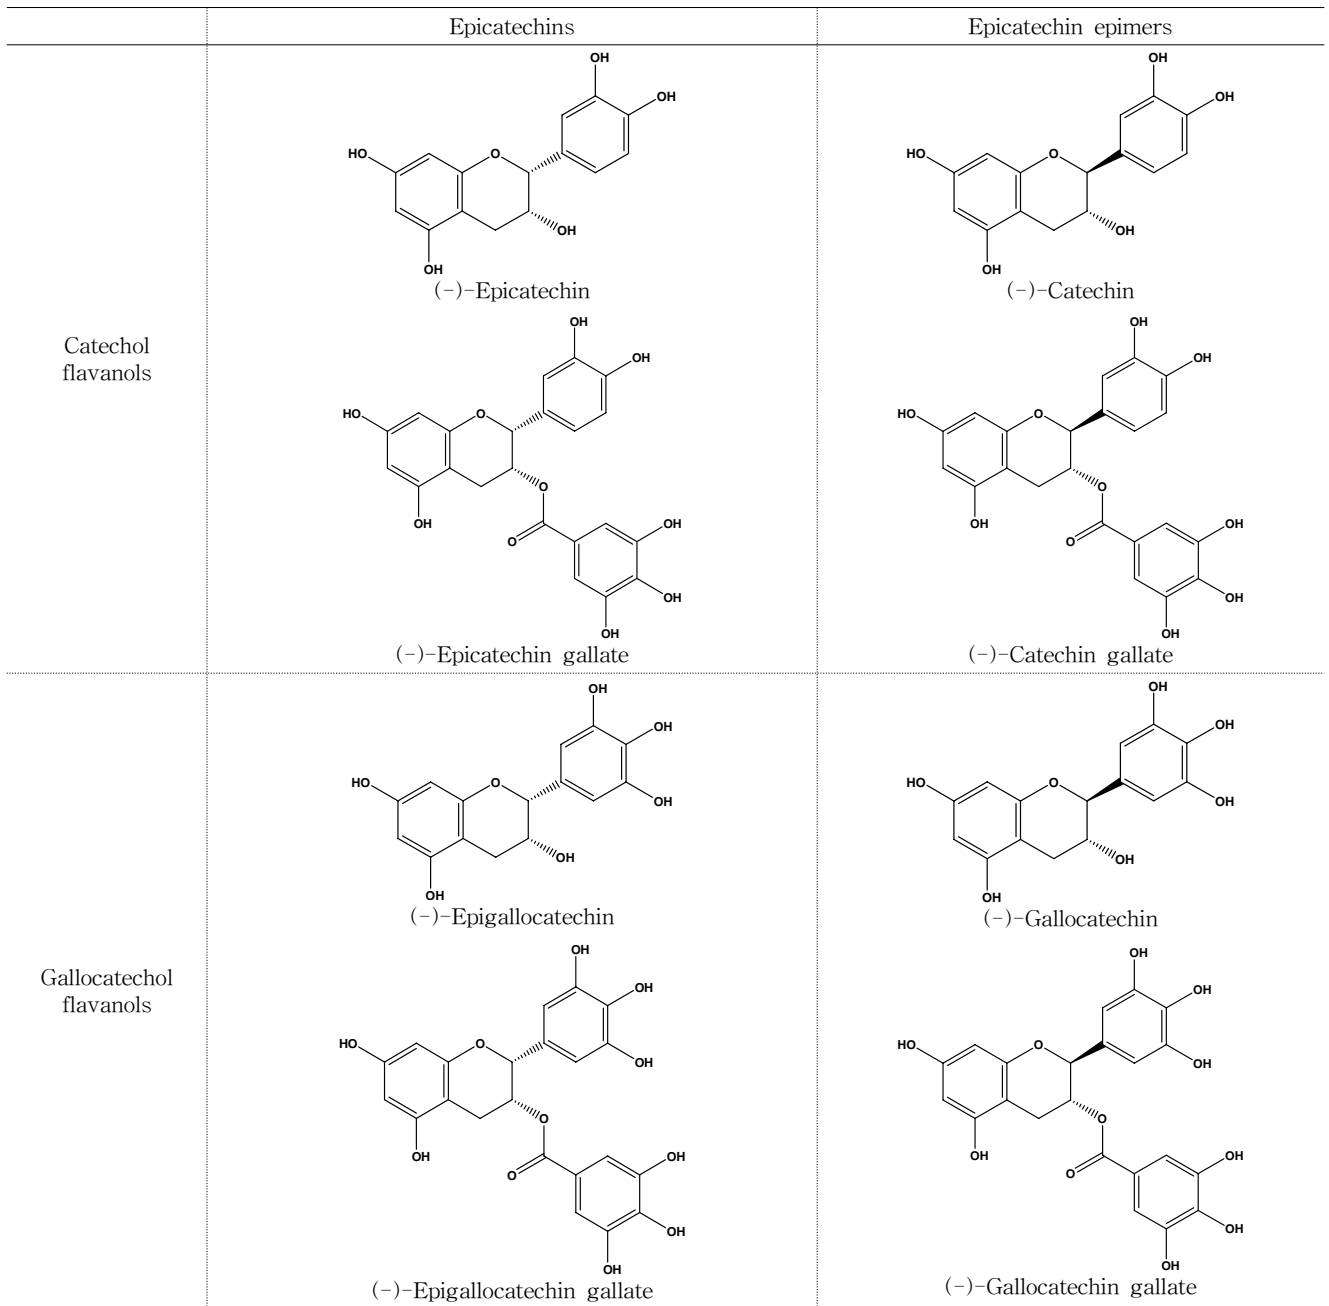 Epicatechins
Epicatechin epimers
Catechol
flavanols
OH
OH
HO
O
OH
OH
(-)-Epicatechin
OH
OH
HO
O
OH
OH
(-)-Catechin
OH
OH
HO
O
O
OH
O
OH
OH
OH
(-)-Epicatechin gallate
OH
OH
HO
O
O
OH
O
OH
OH
OH
(-)-Catechin gallate
Gallocatechol
flavanols
OH
OH
HO
O
OH
OH
OH
(-)-Epigallocatechin
OH
OH
HO
O
OH
OH
OH
(-)-Gallocatechin
OH
OH
HO
O
OH
O
OH
O
OH
OH
OH
(-)-Epigallocatechin gallate
OH
OH
HO
O
OH
O
OH
O
OH
OH
OH
(-)-Gallocatechin gallate